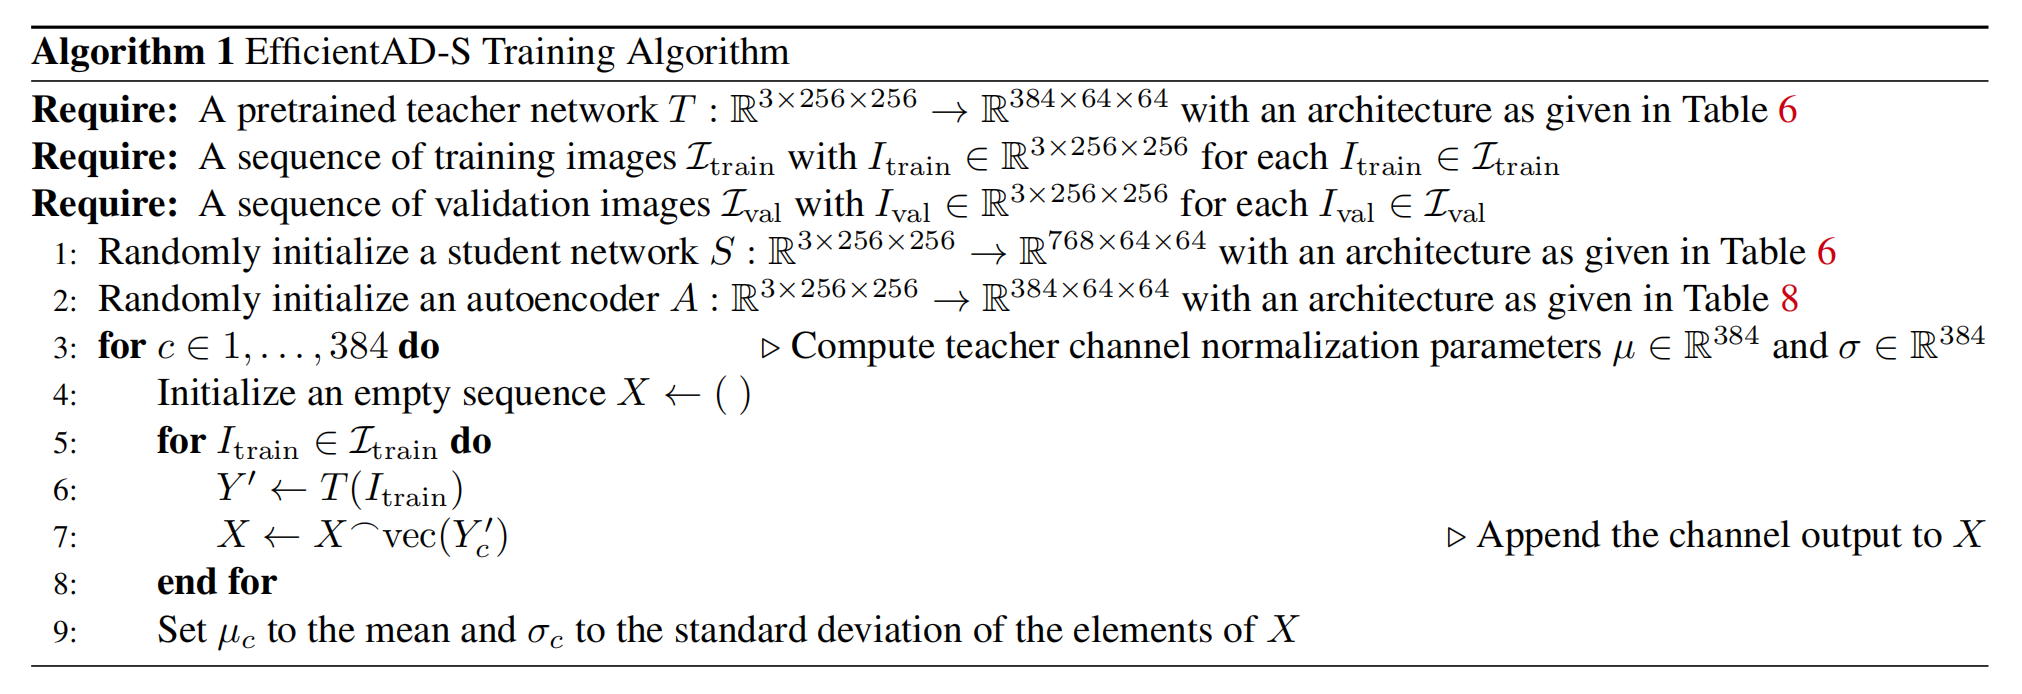 Algorithm 1 EfficientAD-S Training Algorithm
Require: A pretrained teacher network $T : \mathbb{R}^{3\times256\times256} \to \mathbb{R}^{384\times64\times64}$ with an architecture as given in Table 6
Require: A sequence of training images $\mathcal{I}_{\text{train}}$ with $I_{\text{train}} \in \mathbb{R}^{3\times256\times256}$ for each $I_{\text{train}} \in \mathcal{I}_{\text{train}}$
Require: A sequence of validation images $\mathcal{I}_{\text{val}}$ with $I_{\text{val}} \in \mathbb{R}^{3\times256\times256}$ for each $I_{\text{val}} \in \mathcal{I}_{\text{val}}$
1: Randomly initialize a student network $S : \mathbb{R}^{3\times256\times256} \to \mathbb{R}^{768\times64\times64}$ with an architecture as given in Table 6
2: Randomly initialize an autoencoder $A : \mathbb{R}^{3\times256\times256} \to \mathbb{R}^{384\times64\times64}$ with an architecture as given in Table 8
3: for $c \in 1, \ldots, 384$ do ▷ Compute teacher channel normalization parameters $\mu \in \mathbb{R}^{384}$ and $\sigma \in \mathbb{R}^{384}$
4: Initialize an empty sequence $X \leftarrow (\ )$
5: for $I_{\text{train}} \in \mathcal{I}_{\text{train}}$ do
6: $Y' \leftarrow T(I_{\text{train}})$
7: $X \leftarrow X^\frown \text{vec}(Y'_c)$ ▷ Append the channel output to $X$
8: end for
9: Set $\mu_c$ to the mean and $\sigma_c$ to the standard deviation of the elements of $X$